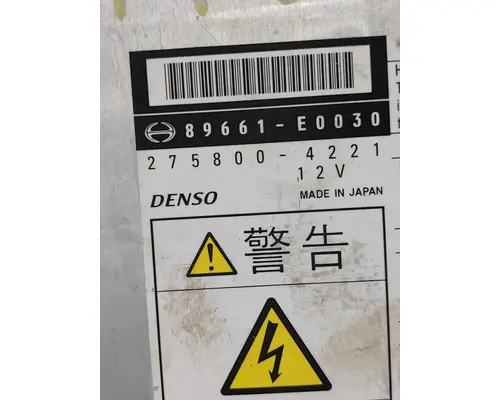 89661-E0030
275800-4221
12V
DENSO
MADE IN JAPAN
警告